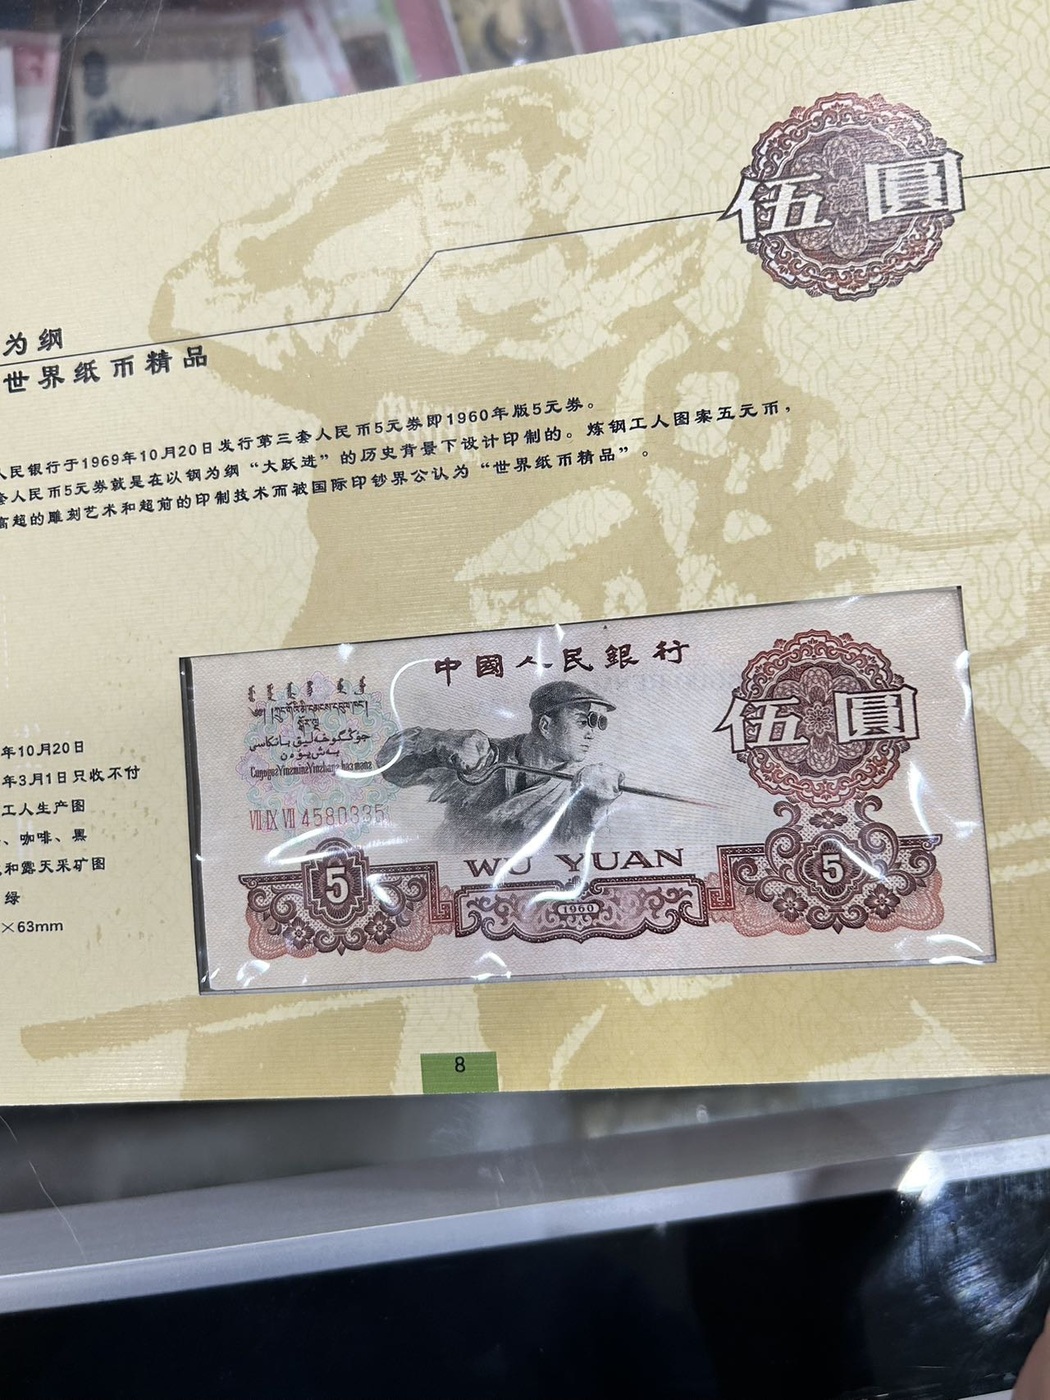 伍圓
为纲
世界纸币精品
人民银行于1969年10月20日发行第三套人民币5元券即1960年版5元券。
套人民币5元券就是在以钢为纲“大跃进”的历史背景下设计印制的。炼钢工人图案五元币，
高超的雕刻艺术和超前的印制技术而被国际印钞界公认为“世界纸币精品”。
年10月20日
年3月1日只收不付
工人生产图
、咖啡、黑
和露天采矿图
绿
×63mm
中國人民銀行
伍圓
جۇڭگوخەلىق بانكاسى
بەش يۈەن
VII IX VII 4580335
WU YUAN
5
5
1960
8